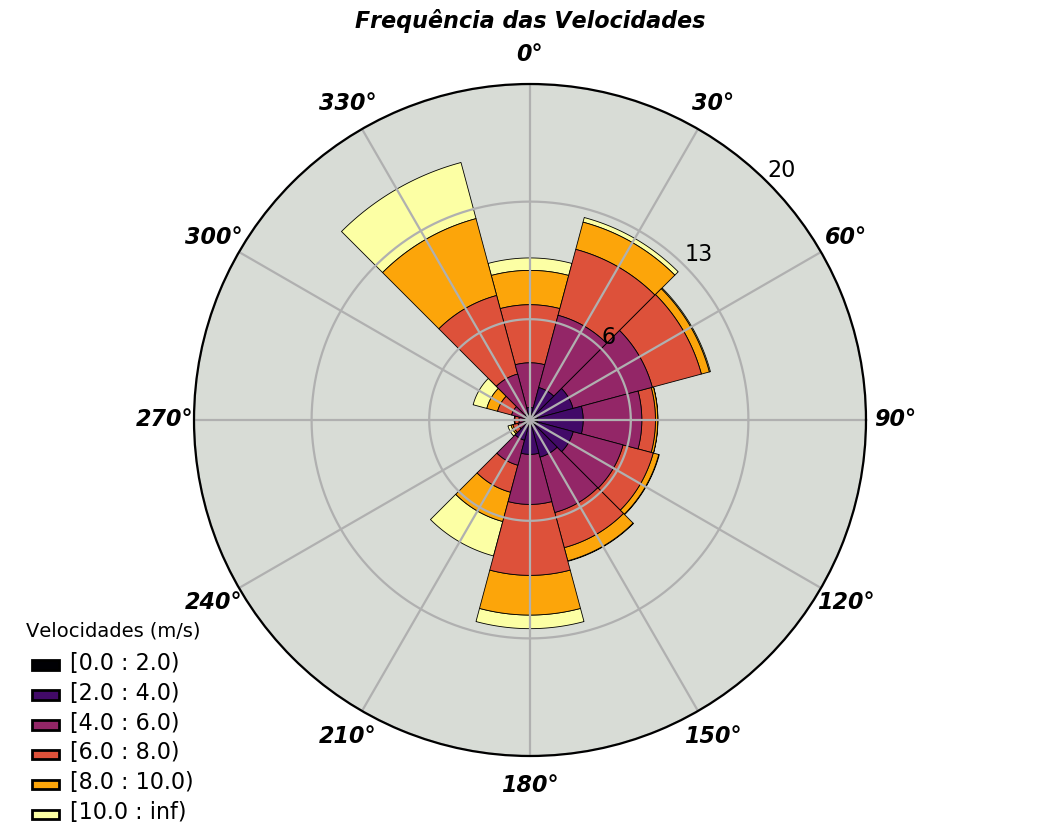 Frequência das Velocidades
0°
330°
30°
20
300°
60°
13
6
270°
90°
240°
120°
210°
150°
180°
Velocidades (m/s)
[0.0 : 2.0)
[2.0 : 4.0)
[4.0 : 6.0)
[6.0 : 8.0)
[8.0 : 10.0)
[10.0 : inf)